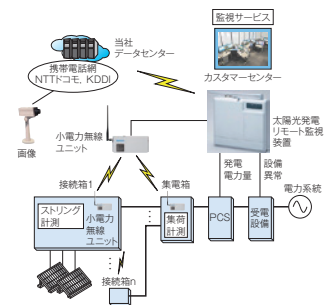 監視サービス
当社
データセンター
携帯電話網
NTTドコモ、KDDI
カスタマーセンター
画像
小電力無線
ユニット
太陽光発電
リモート監視
装置
発電
電力量
設備
異常
接続箱1
集電箱
電力系統
ストリング
計測
小電力
無線
ユニット
集荷
計測
PCS
受電
設備
接続箱n